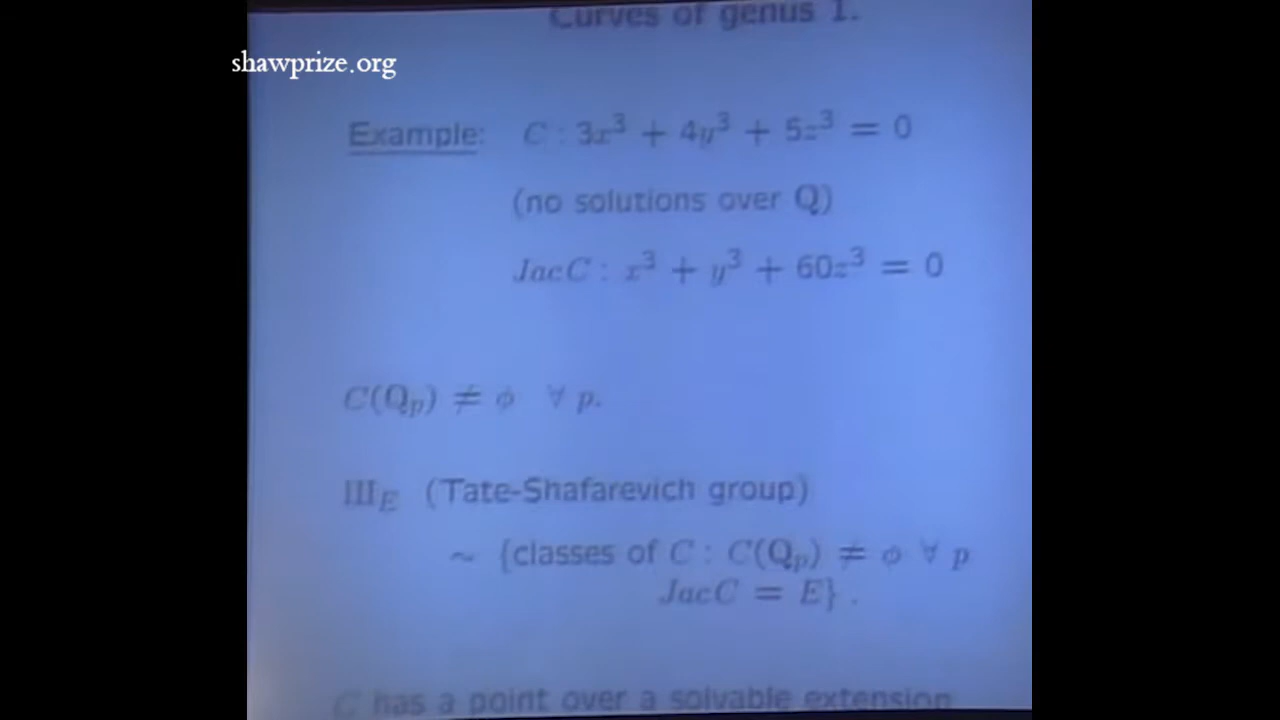 Curves of genus 1.
shawprize.org
Example: C : 3x³ + 4y³ + 5z³ = 0
(no solutions over Q)
JacC : x³ + y³ + 60z³ = 0
C(Qₚ) ≠ ϕ ∀ p.
Ш_E (Tate-Shafarevich group)
~ {classes of C : C(Qₚ) ≠ ϕ ∀ p
JacC = E} .
C has a point over a solvable extension